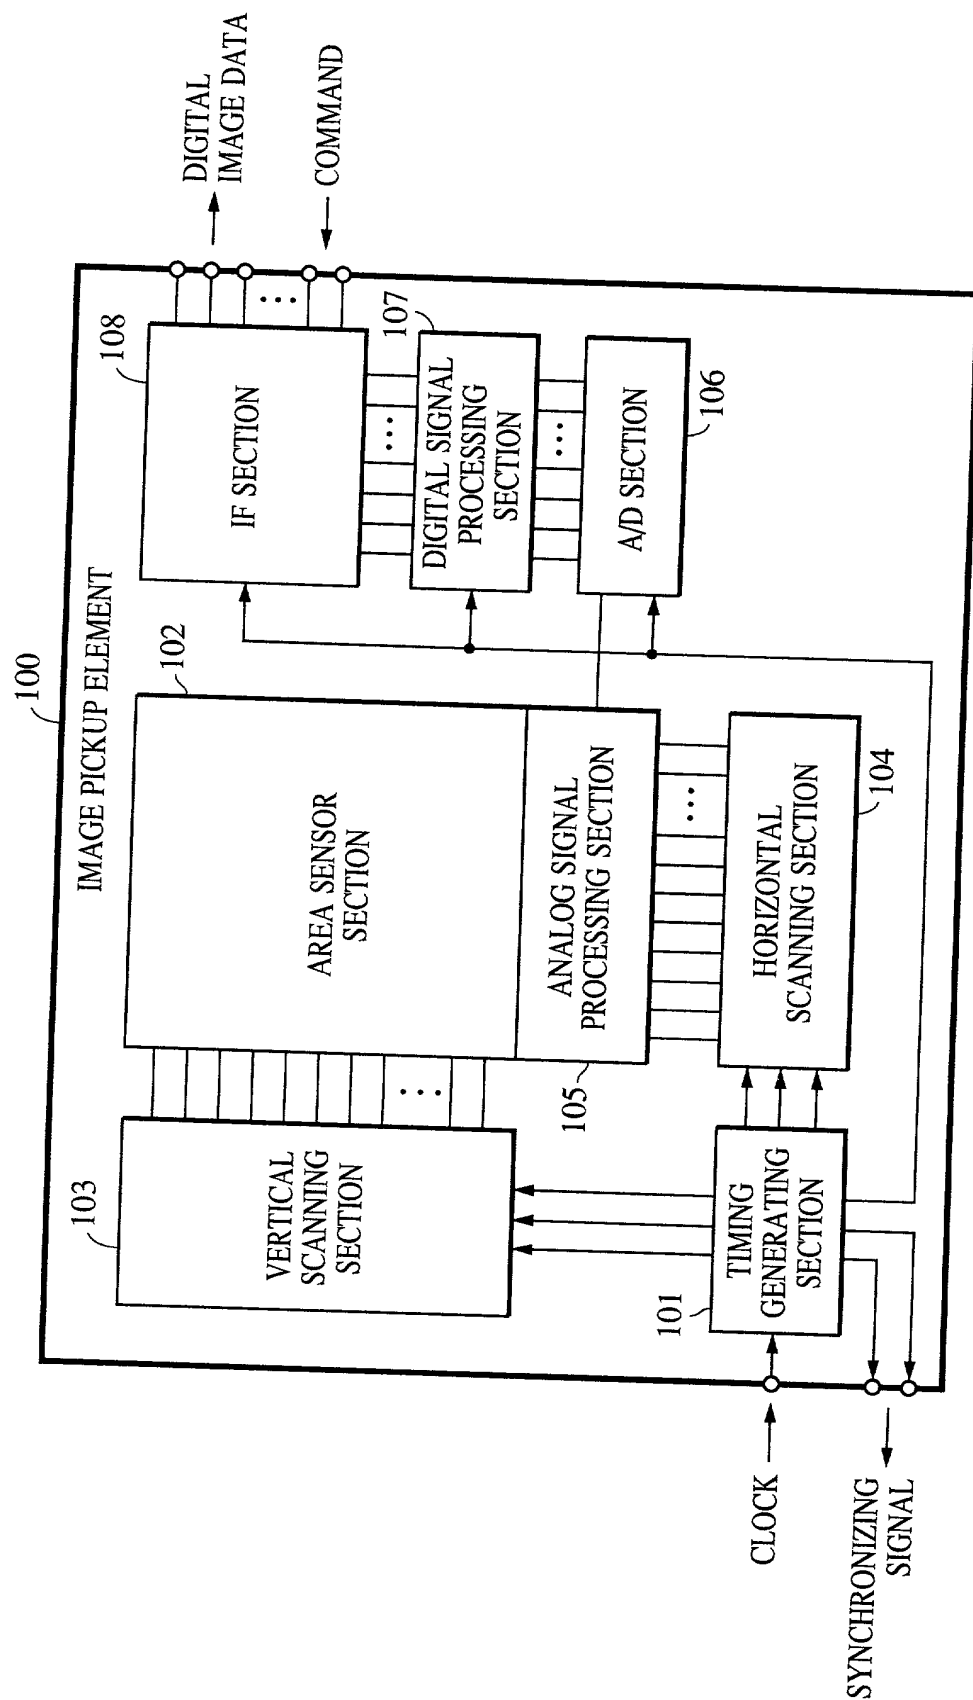 100
IMAGE PICKUP ELEMENT
103
VERTICAL
SCANNING
SECTION
102
AREA SENSOR
SECTION
108
IF SECTION
DIGITAL
IMAGE DATA
COMMAND
107
DIGITAL SIGNAL
PROCESSING
SECTION
105
ANALOG SIGNAL
PROCESSING SECTION
A/D SECTION
106
101
TIMING
GENERATING
SECTION
HORIZONTAL
SCANNING SECTION
104
CLOCK
SYNCHRONIZING
SIGNAL